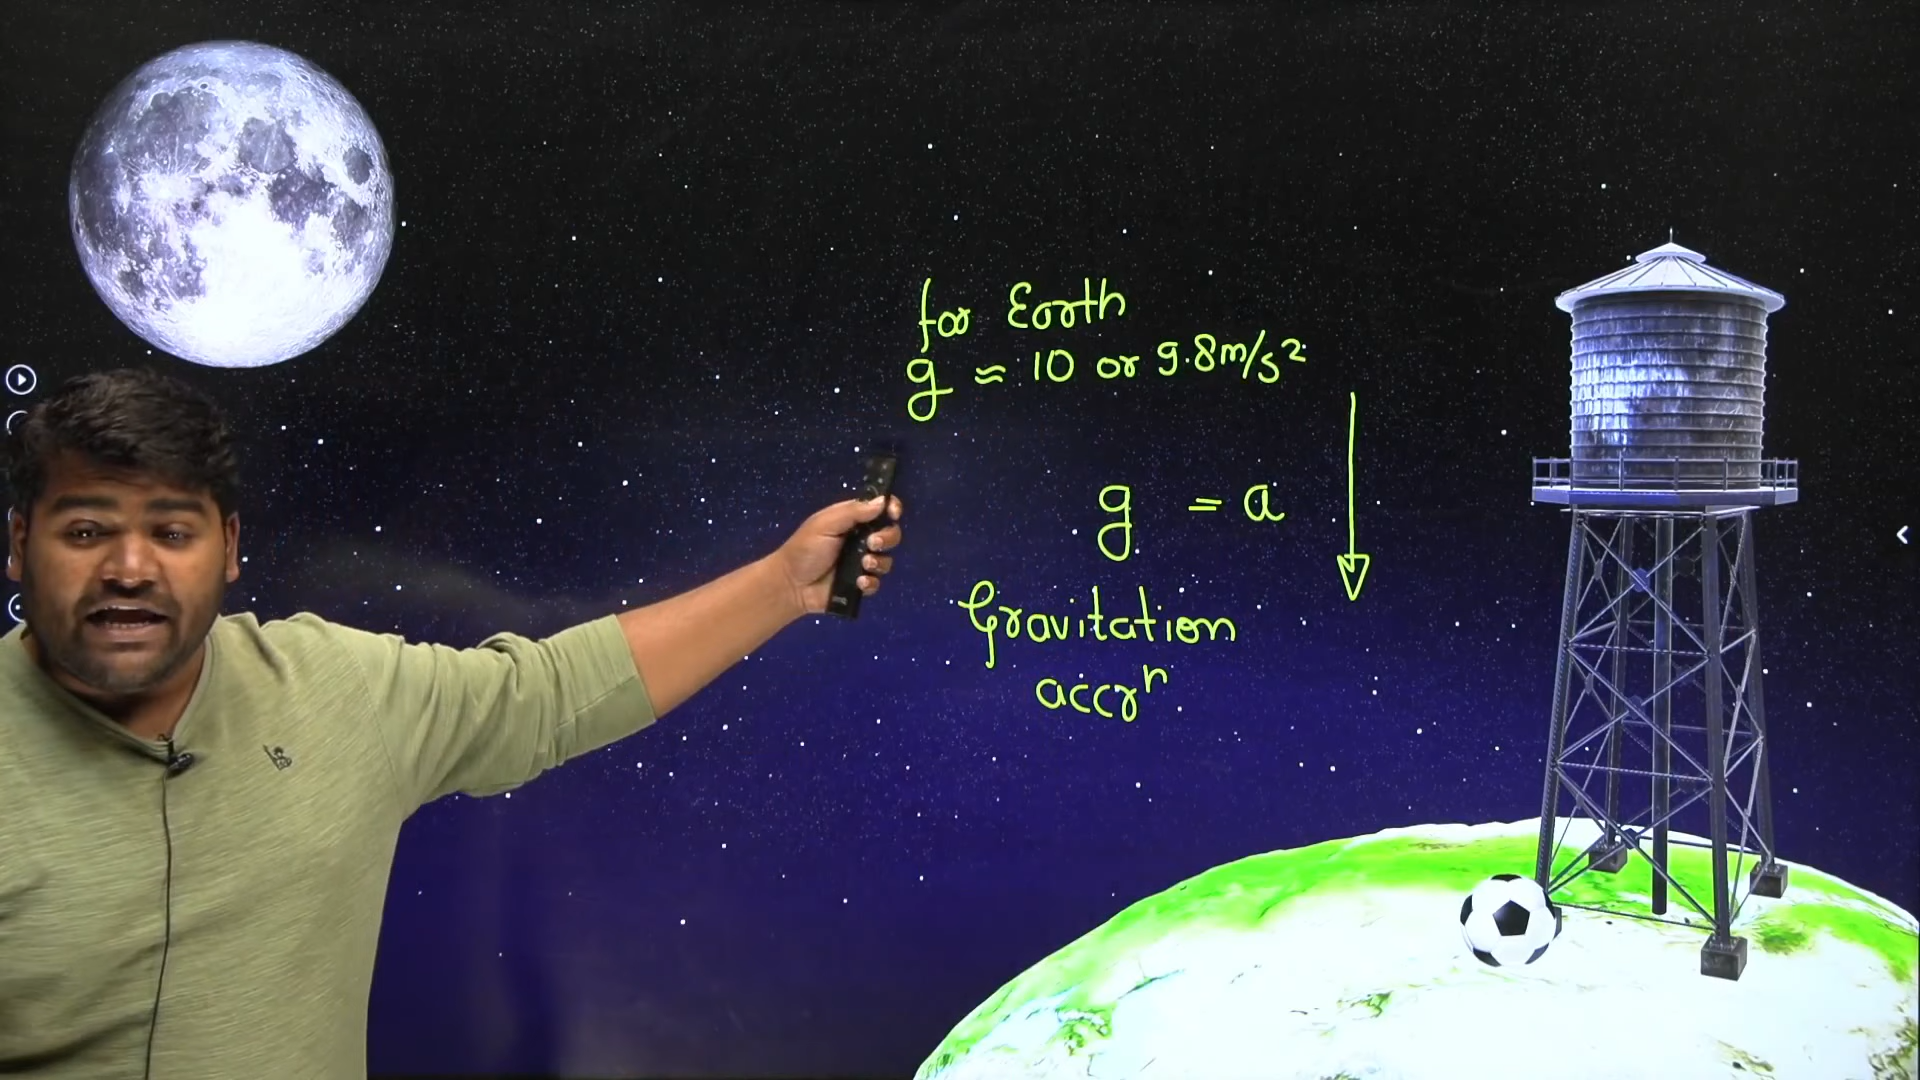 for Earth
g ≈ 10 or 9.8m/s²
g = a
Gravitation
accrⁿ